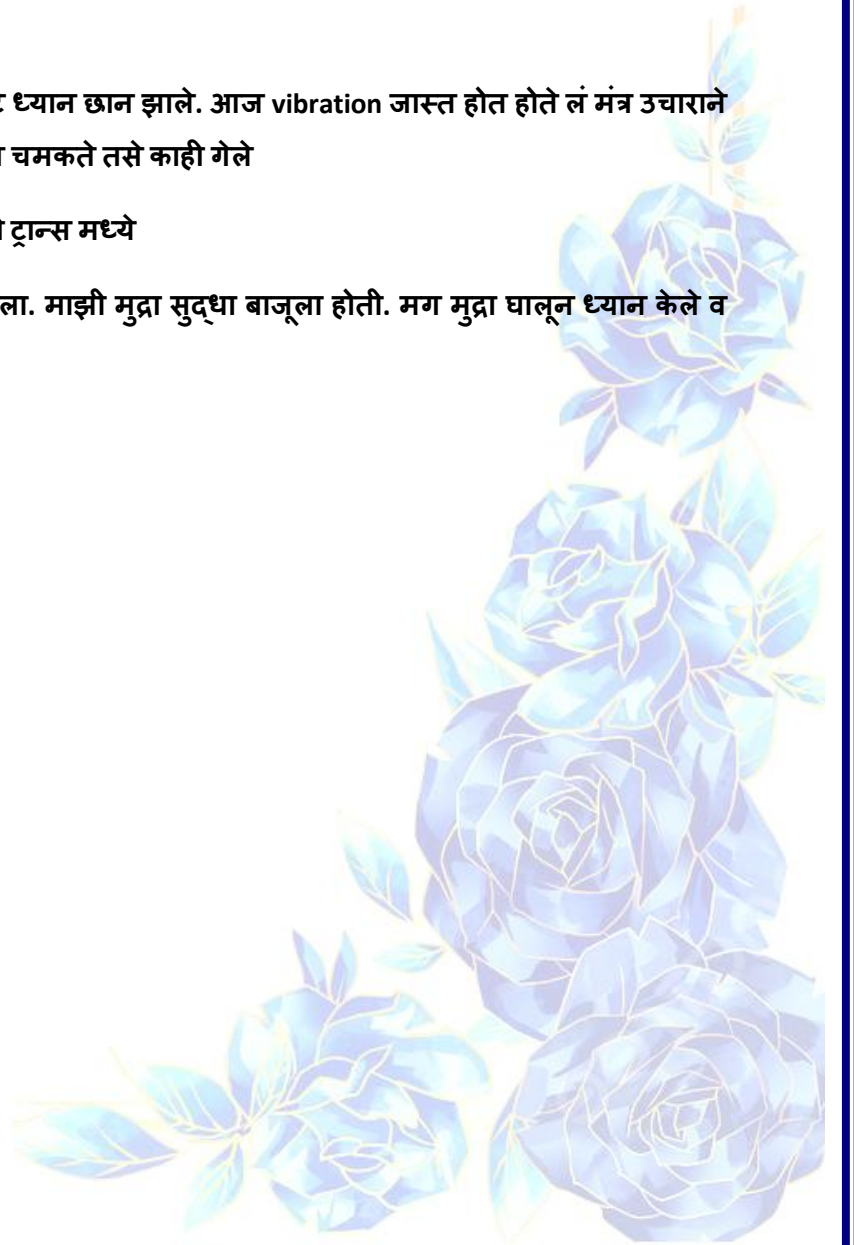 ध्यान छान झाले. आज vibration जास्त होत होते लं मंत्र उचाराने
चमकते तसे काही गेले
ट्रान्स मध्ये
ला. माझी मुद्रा सुद्धा बाजूला होती. मग मुद्रा घालून ध्यान केले व